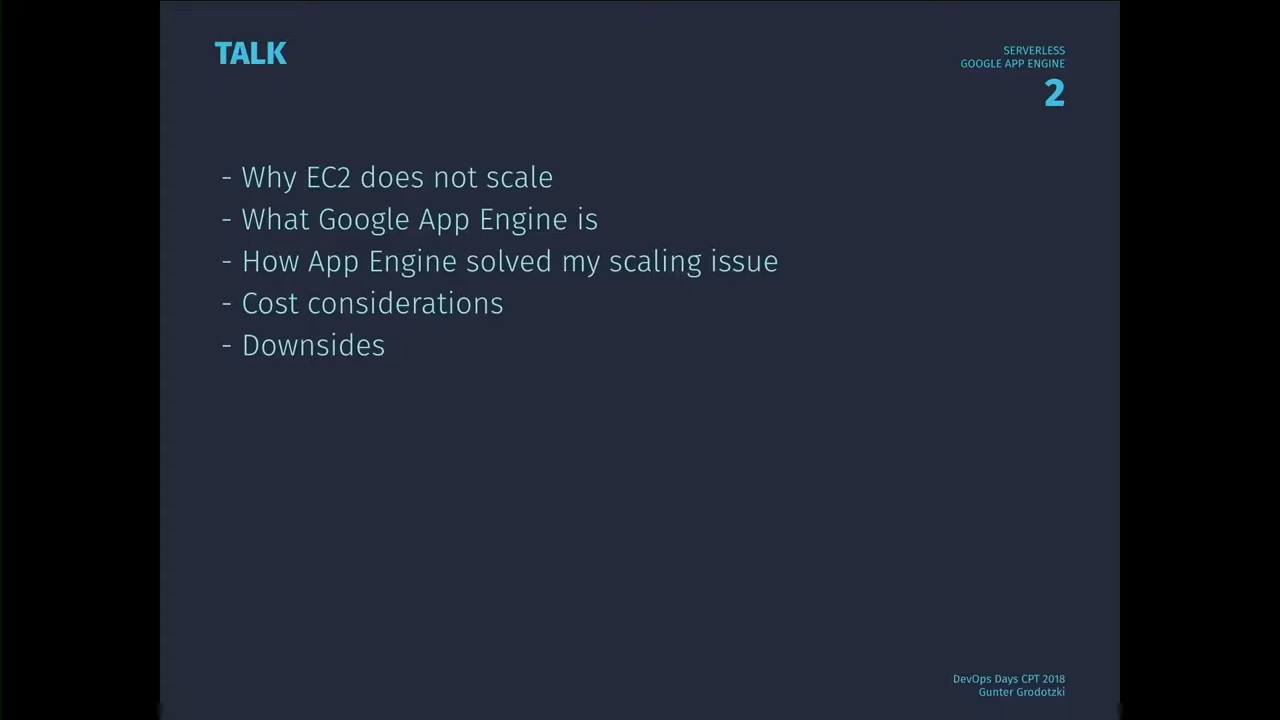 TALK
SERVERLESS
GOOGLE APP ENGINE
2
- Why EC2 does not scale
- What Google App Engine is
- How App Engine solved my scaling issue
- Cost considerations
- Downsides
DevOps Days CPT 2018
Gunter Grodotzki